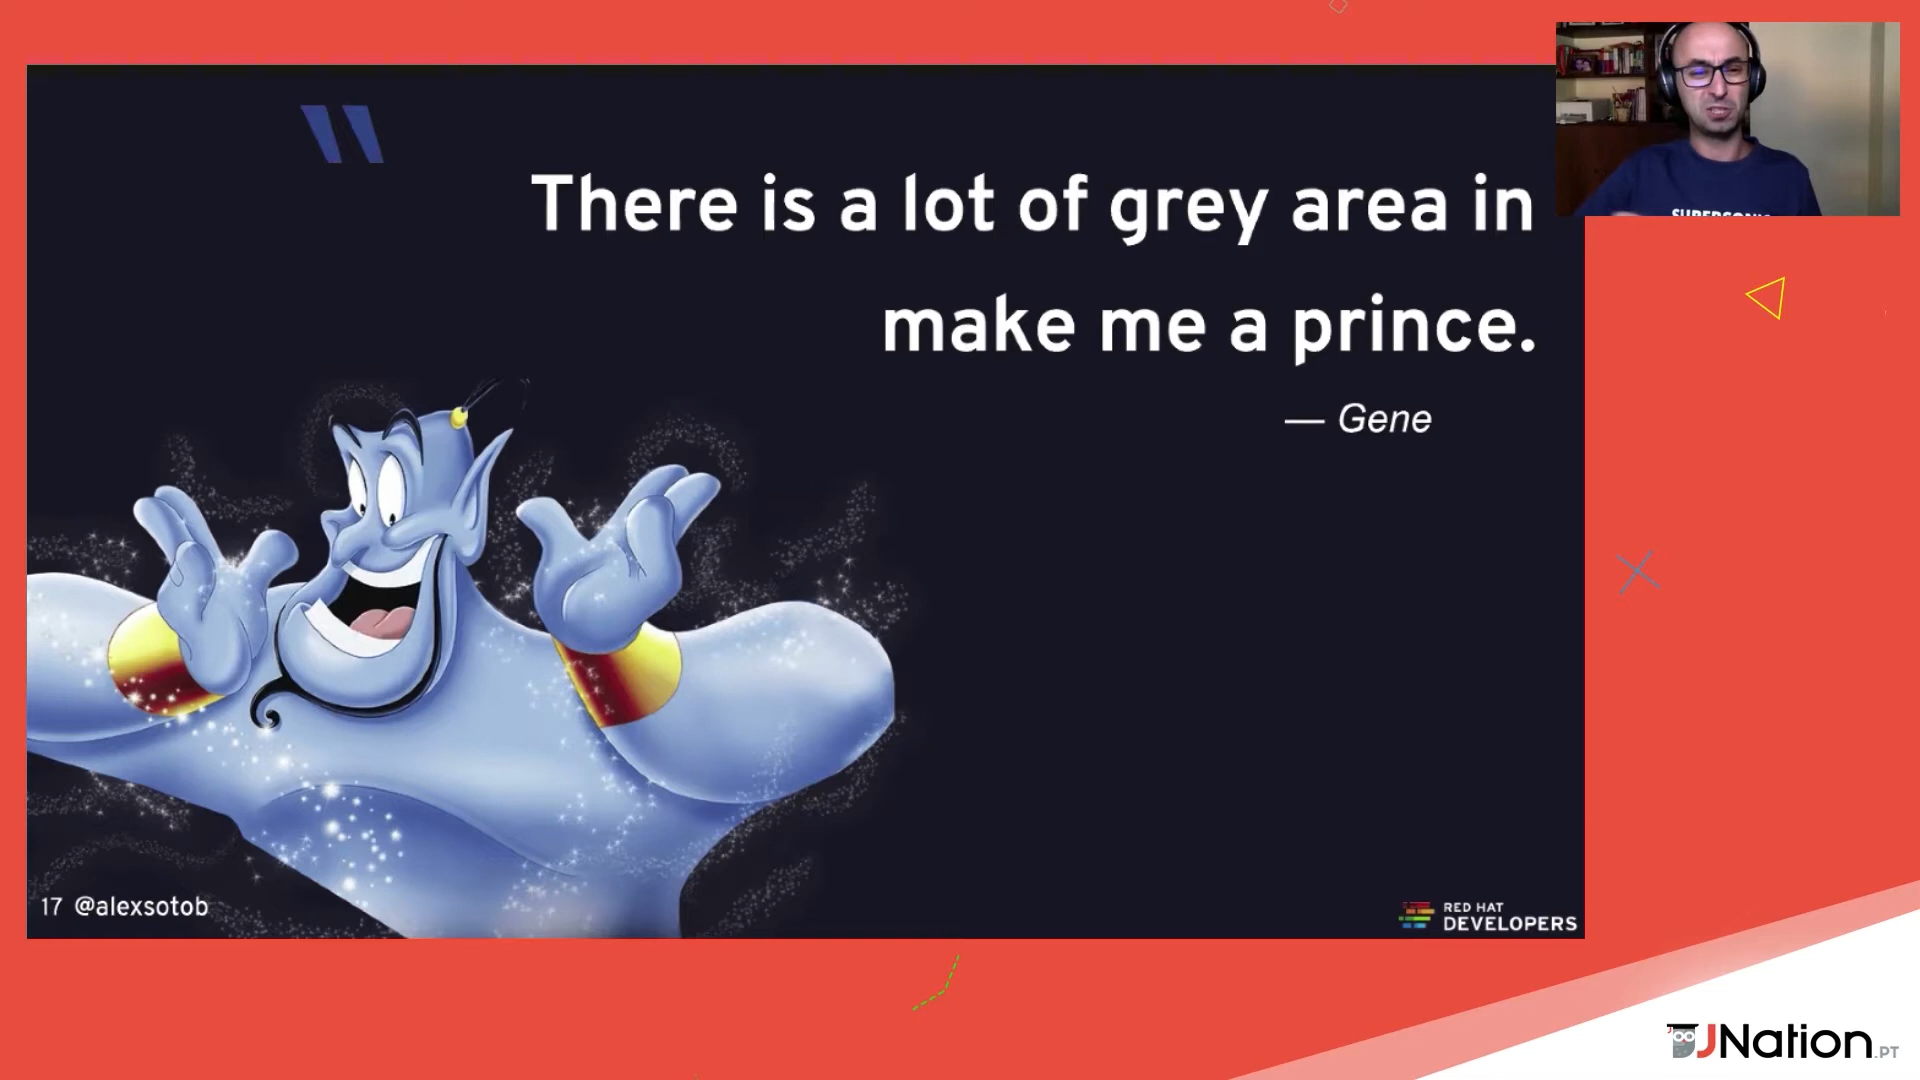 There is a lot of grey area in
make me a prince.
— Gene
17 @alexsotob
RED HAT
DEVELOPERS
JNation.PT